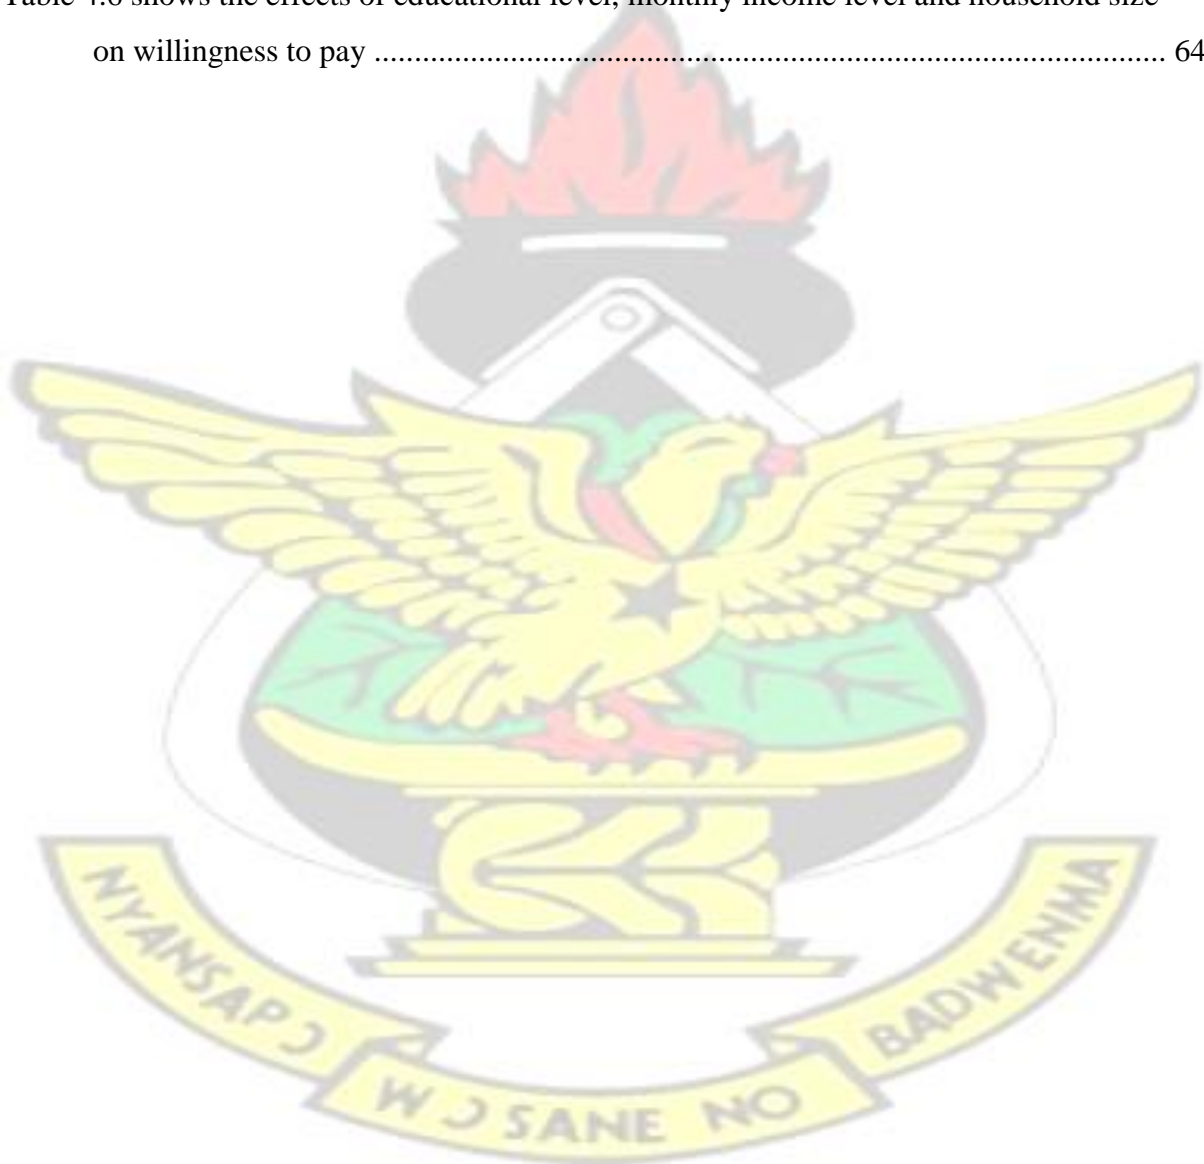 Table 4.6 shows the effects of educational level, monthly income level and household size
on willingness to pay .................................................................................................. 64
NYANSAPƆ
WƆ SANE NO
BADWENMA